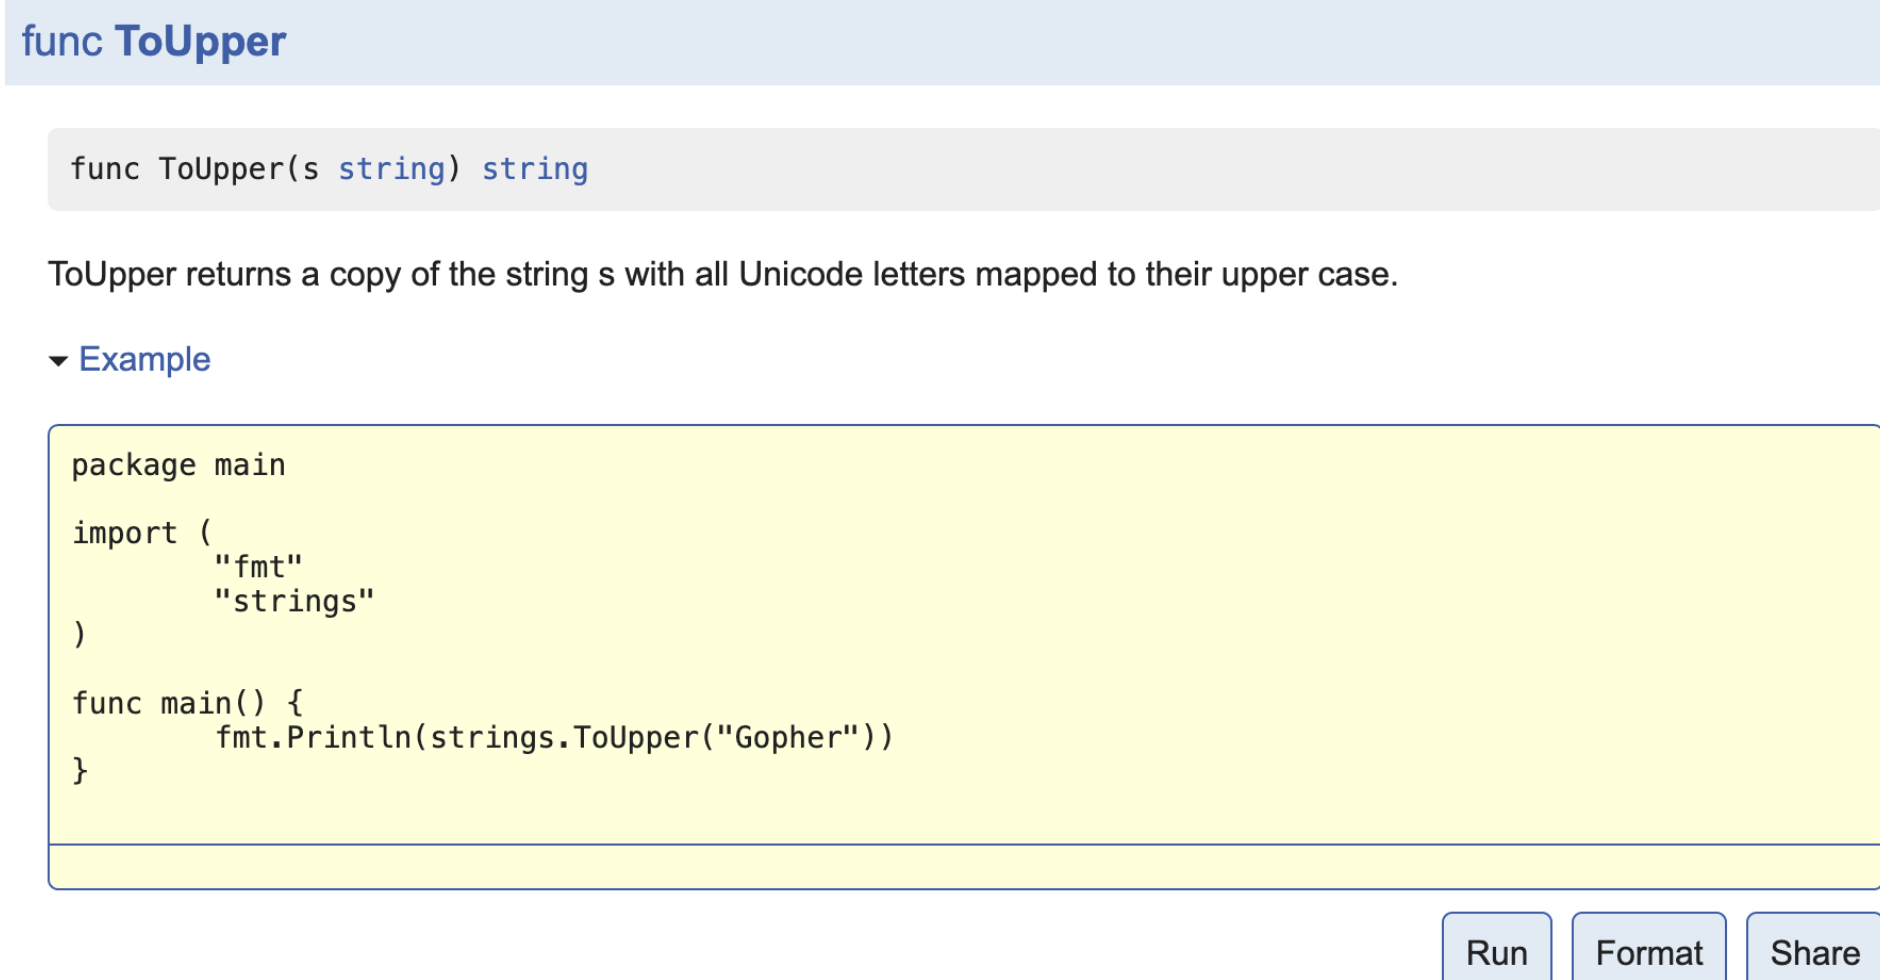 func ToUpper
func ToUpper(s string) string
ToUpper returns a copy of the string s with all Unicode letters mapped to their upper case.
Example
package main
import (
"fmt"
"strings"
)
func main() {
fmt.Println(strings.ToUpper("Gopher"))
}
Run Format Share